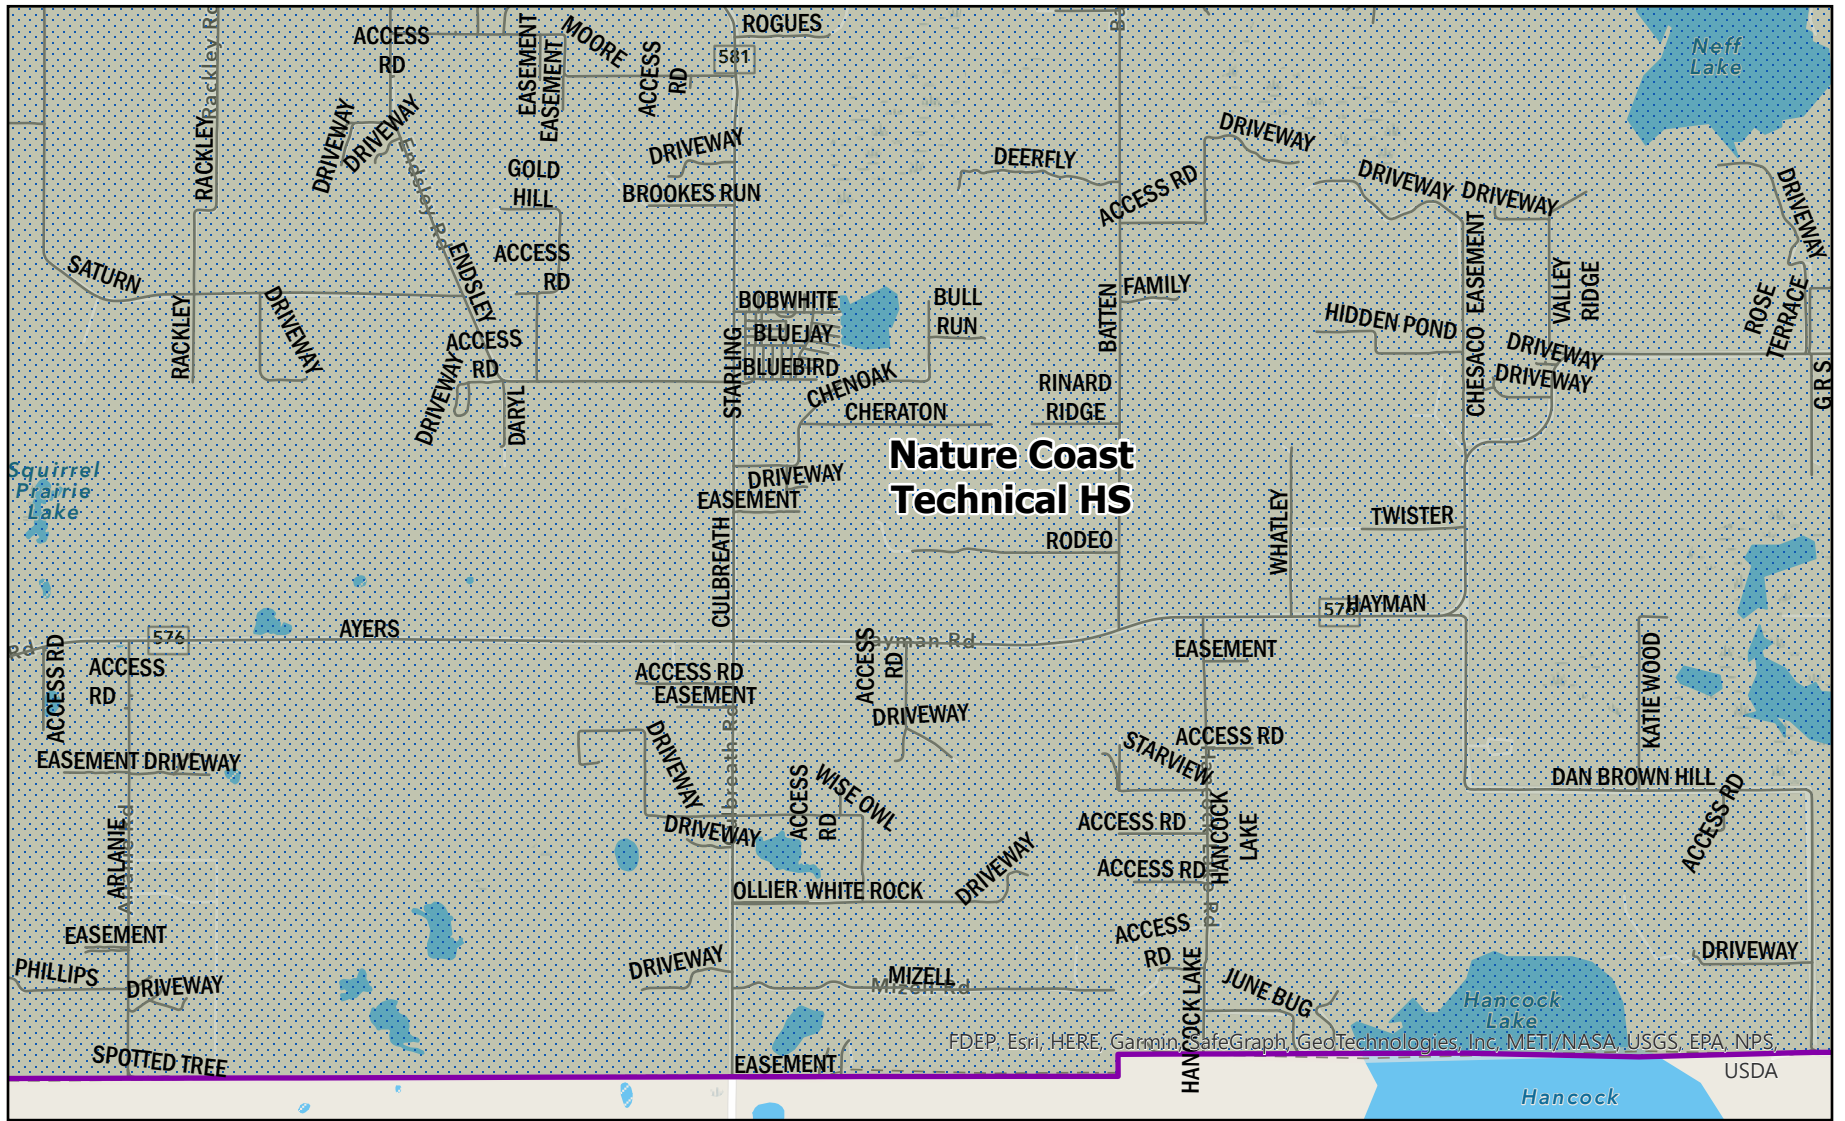 ROGUES
MOORE
EASEMENT
EASEMENT
ACCESS
RD
ACCESS
RD
581
Rackley Rd
Neff
Lake
RACKLEY
DRIVEWAY
DRIVEWAY
Endsley Rd
GOLD
HILL
DRIVEWAY
BROOKES RUN
DEERFLY
ACCESS RD
DRIVEWAY
DRIVEWAY
DRIVEWAY
DRIVEWAY
SATURN
RACKLEY
DRIVEWAY
ENDSLEY
ACCESS
RD
ACCESS
RD
DRIVEWAY
DARYL
BOBWHITE
BLUEJAY
BLUEBIRD
STARLING
BULL
RUN
CHENOAK
CHERATON
BATTEN
FAMILY
RINARD
RIDGE
HIDDEN POND
CHESACO
EASEMENT
VALLEY
RIDGE
DRIVEWAY
DRIVEWAY
ROSE
TERRACE
G R S
Squirrel
Prairie
Lake
Nature Coast
Technical HS
DRIVEWAY
EASEMENT
CULBREATH
RODEO
WHATLEY
TWISTER
576
HAYMAN
Rd
576
AYERS
ayman Rd
ACCESS RD
ACCESS
RD
ACCESS RD
EASEMENT
ACCESS
RD
DRIVEWAY
EASEMENT
KATIE WOOD
EASEMENT
DRIVEWAY
DRIVEWAY
ulbreath Rd
ACCESS
RD
WISE OWL
DRIVEWAY
STARVIEW
ACCESS RD
DAN BROWN HILL
ACCESS RD
ARLANIE
ACCESS RD
ACCESS RD
HANCOCK
LAKE
OLLIER
WHITE ROCK
DRIVEWAY
EASEMENT
PHILLIPS
DRIVEWAY
DRIVEWAY
MIZELL
Mizell Rd
ACCESS
RD
HANCOCK LAKE
JUNE BUG
DRIVEWAY
Hancock
Lake
SPOTTED TREE
EASEMENT
FDEP, Esri, HERE, Garmin, SafeGraph, GeoTechnologies, Inc, METI/NASA, USGS, EPA, NPS,
USDA
Hancock